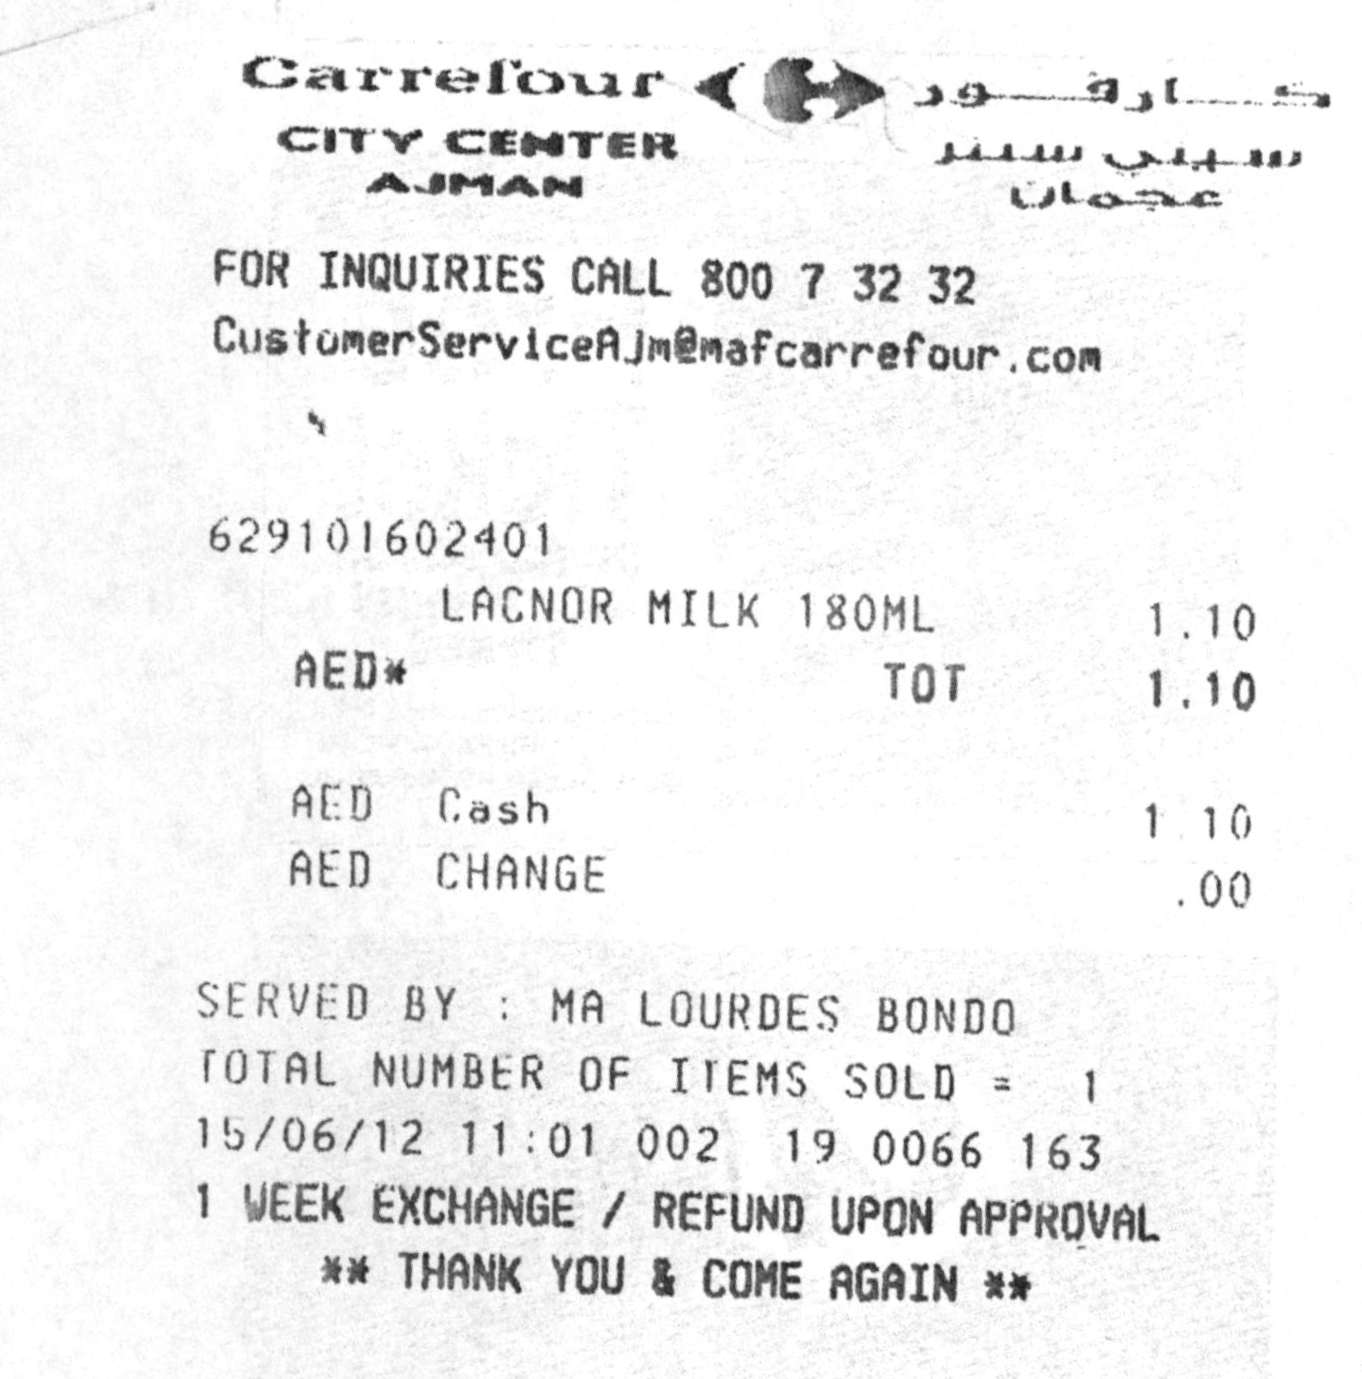 Carrefour كارفور
CITY CENTER سيتي سنتر
AJMAN عجمان
FOR INQUIRIES CALL 800 7 32 32
CustomerServiceAJm@mafcarrefour.com
629101602401
LACNOR MILK 180ML 1.10
AED* TOT 1.10
AED Cash 1.10
AED CHANGE .00
SERVED BY : MA LOURDES BONDO
TOTAL NUMBER OF ITEMS SOLD = 1
15/06/12 11:01 002 19 0066 163
1 WEEK EXCHANGE / REFUND UPON APPROVAL
** THANK YOU & COME AGAIN **